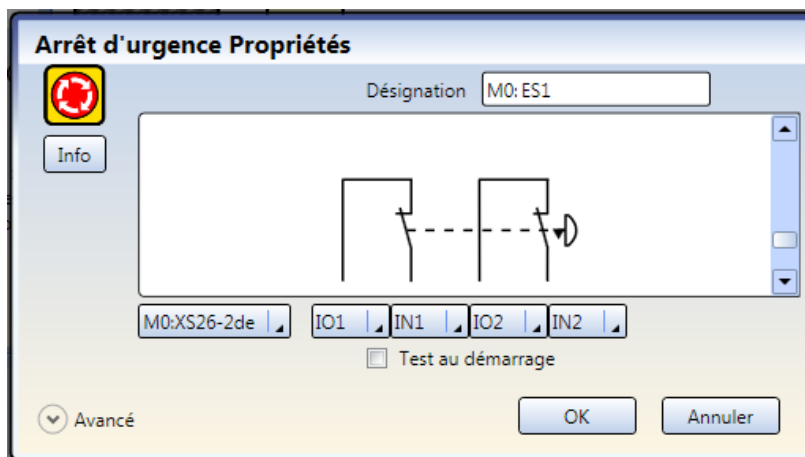 Arrêt d'urgence Propriétés
Désignation M0: ES1
Info
M0:XS26-2de IO1 IN1 IO2 IN2
Test au démarrage
Avancé OK Annuler